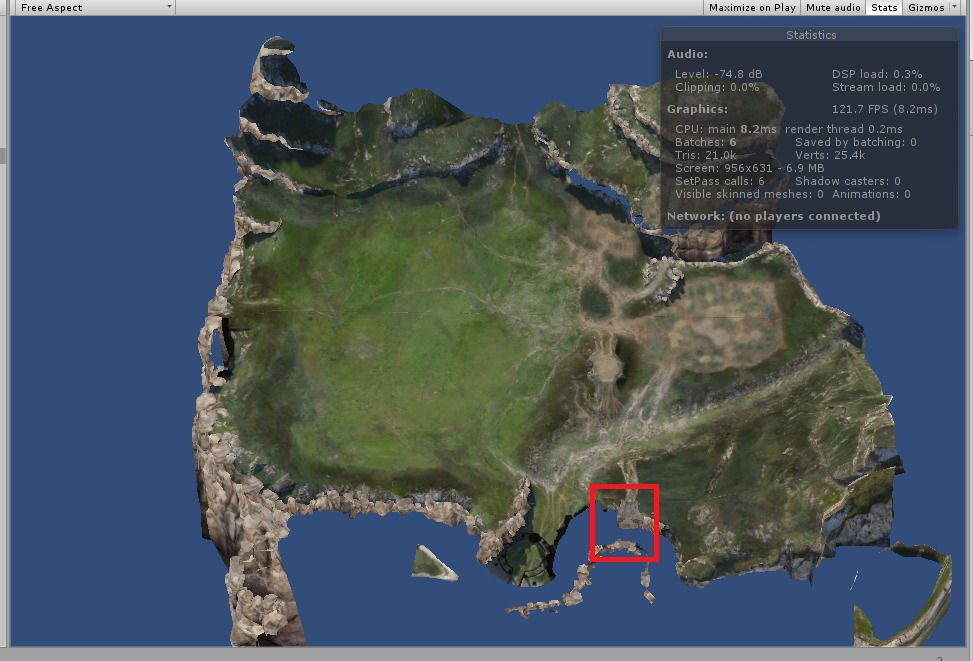 Free Aspect
Maximize on Play
Mute audio
Stats
Gizmos
Statistics
Audio:
Level: -74.8 dB DSP load: 0.3%
Clipping: 0.0% Stream load: 0.0%
Graphics: 121.7 FPS (8.2ms)
CPU: main 8.2ms render thread 0.2ms
Batches: 6 Saved by batching: 0
Tris: 21.0k Verts: 25.4k
Screen: 956x631 - 6.9 MB
SetPass calls: 6 Shadow casters: 0
Visible skinned meshes: 0 Animations: 0
Network: (no players connected)